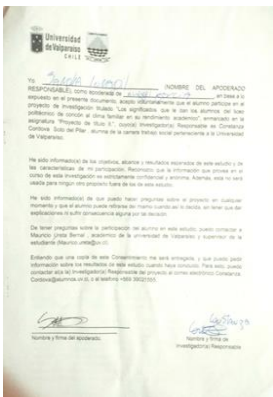 Universidad
de Valparaíso
CHILE
Yo (NOMBRE DEL APODERADO
RESPONSABLE), como apoderado de en base a lo
expuesto en el presente documento, acepto voluntariamente que el alumno participe en el
proyecto de investigación titulado "Los significados que le dan los alumnos del liceo
politécnico de concón al clima familiar en su rendimiento académico", enmarcado en la
asignatura "Proyecto de título II.", coyo(a) Investigador(a) Responsable es Constanza
Cordova Soto del Pilar , alumna de la carrera trabajo social perteneciente a la Universidad
de Valparaíso.
He sido informado(a) de los objetivos, alcance y resultados esperados de este estudio y de
las características de mi participación. Reconozco que la información que provea en el
curso de esta investigación es estrictamente confidencial y anónima. Además, esta no será
usada para ningún otro propósito fuera de los de este estudio.
He sido informado(a) de que puedo hacer preguntas sobre el proyecto en cualquier
momento y que el alumno puede retirarse del mismo cuando así lo decida, sin tener que dar
explicaciones ni sufrir consecuencia alguna por tal decisión.
De tener preguntas sobre la participación del alumno en este estudio, puedo contactar a
Mauricio Ureta Bernal , académico de la universidad de valparaiso y supervisor de la
estudiante
Entiendo que una copia de este Consentimiento me será entregada, y que puedo pedir
información sobre los resultados de este estudio cuando haya concluido. Para esto, puedo
contactar al(a la) Investigador(a) Responsable del proyecto al correo electrónico Constanza.
Cordova@alumnos.uv.cl, o al teléfono
Nombre y firma del apoderado. Nombre y firma de
Investigador(a) Responsable